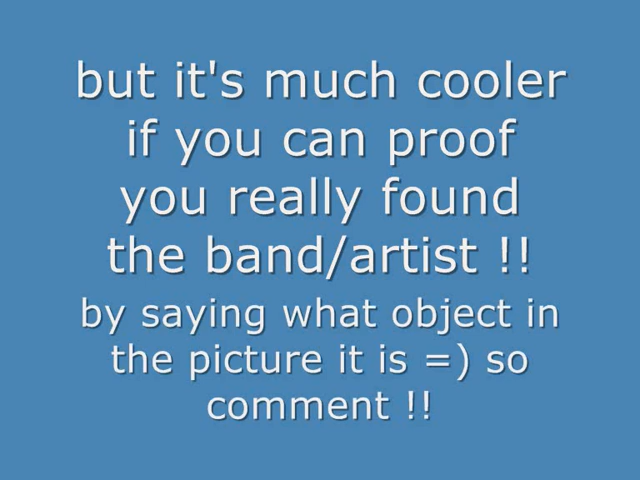 but it's much cooler
if you can proof
you really found
the band/artist !!
by saying what object in
the picture it is =) so
comment !!